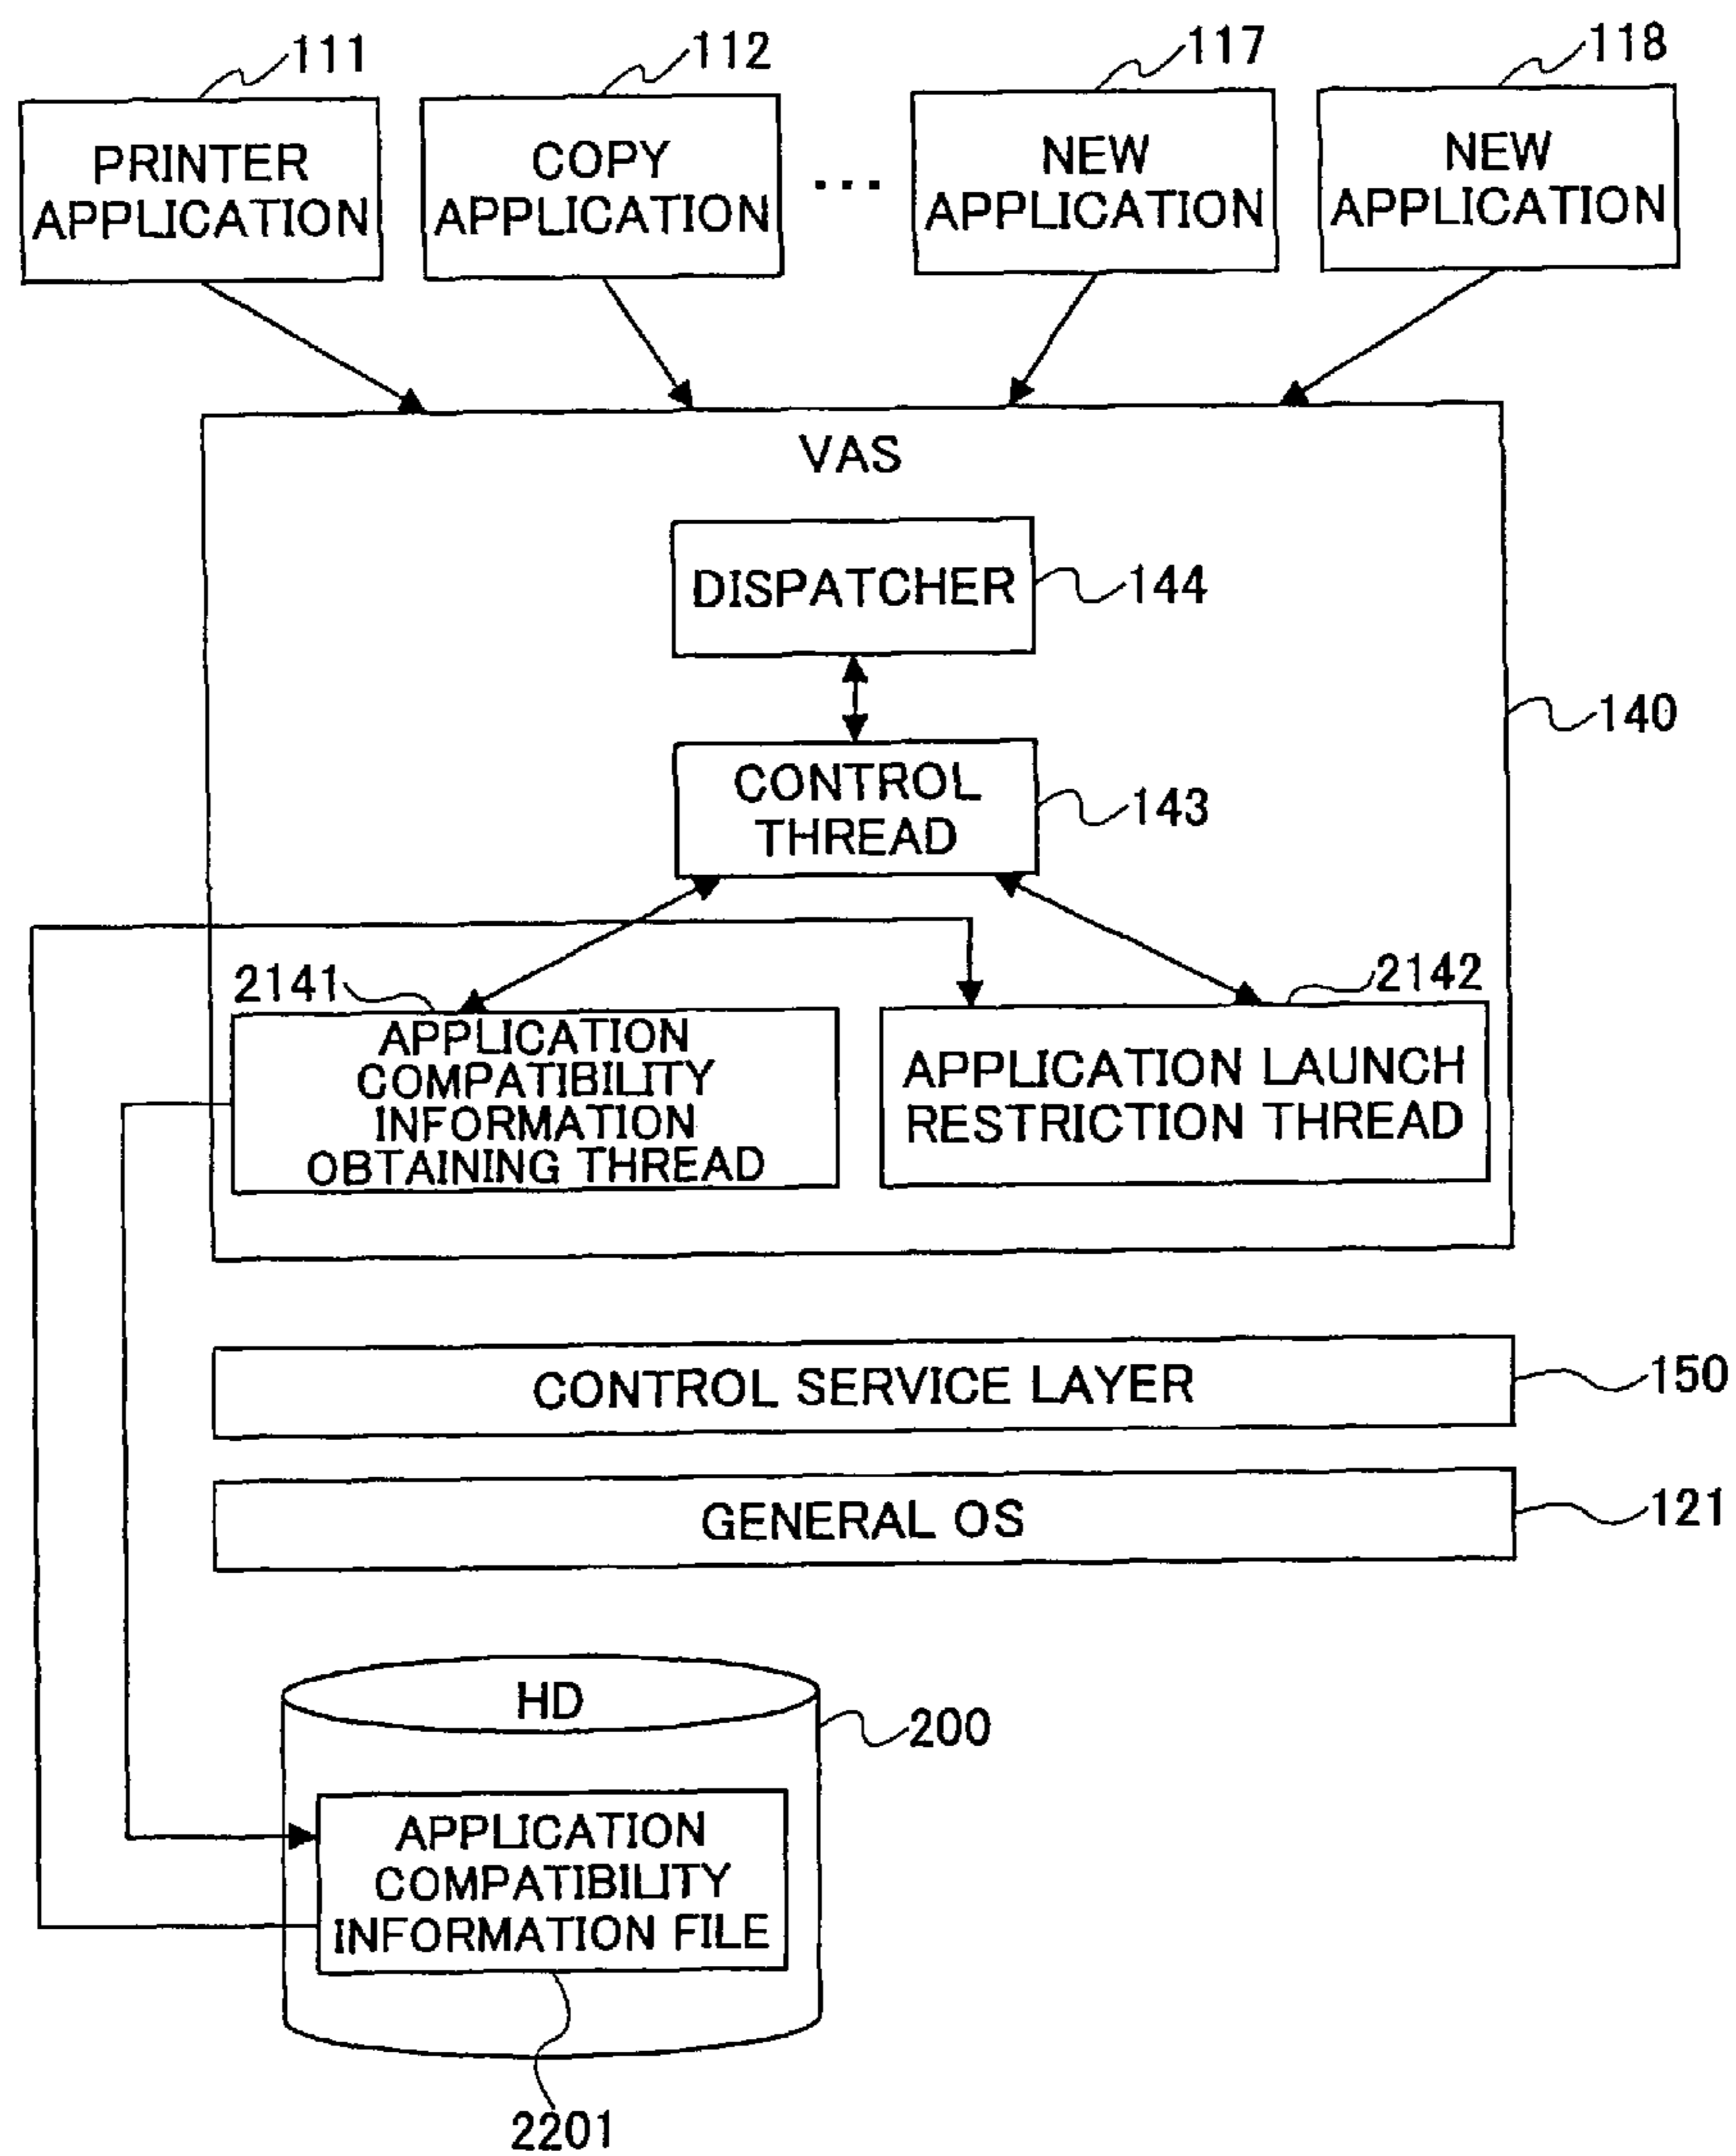 111
112
117
118
PRINTER
APPLICATION
COPY
APPLICATION
...
NEW
APPLICATION
NEW
APPLICATION
VAS
DISPATCHER
144
140
CONTROL
THREAD
143
2141
2142
APPLICATION
COMPATIBILITY
INFORMATION
OBTAINING THREAD
APPLICATION LAUNCH
RESTRICTION THREAD
CONTROL SERVICE LAYER
150
GENERAL OS
121
HD
200
APPLICATION
COMPATIBILITY
INFORMATION FILE
2201